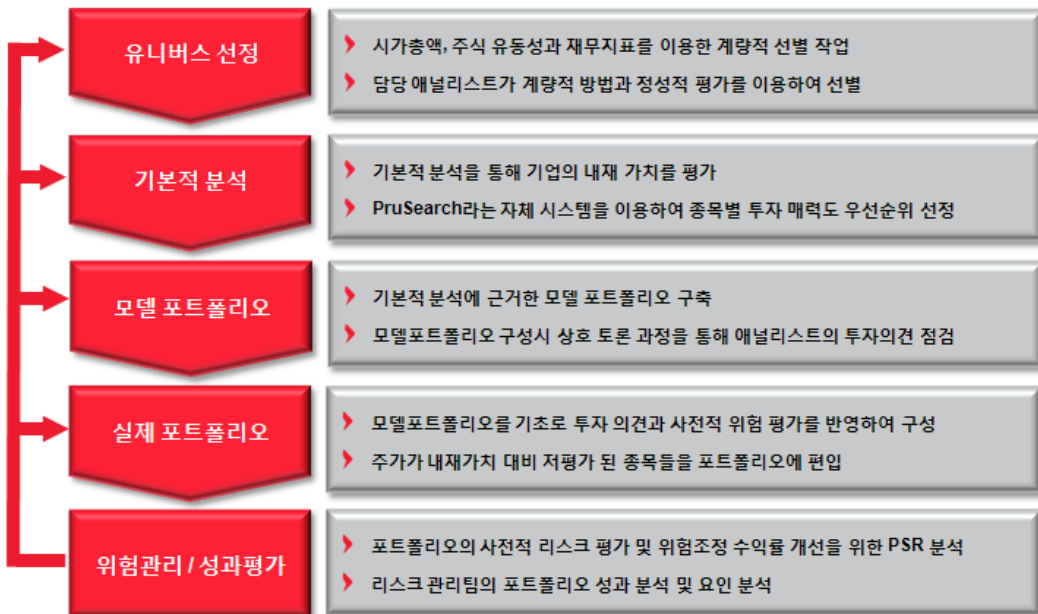 유니버스 선정
시가총액, 주식 유동성과 재무지표를 이용한 계량적 선별 작업
담당 애널리스트가 계량적 방법과 정성적 평가를 이용하여 선별
기본적 분석
기본적 분석을 통해 기업의 내재 가치를 평가
PruSearch라는 자체 시스템을 이용하여 종목별 투자 매력도 우선순위 선정
모델 포트폴리오
기본적 분석에 근거한 모델 포트폴리오 구축
모델포트폴리오 구성시 상호 토론 과정을 통해 애널리스트의 투자의견 점검
실제 포트폴리오
모델포트폴리오를 기초로 투자 의견과 사전적 위험 평가를 반영하여 구성
주가가 내재가치 대비 저평가 된 종목들을 포트폴리오에 편입
위험관리 / 성과평가
포트폴리오의 사전적 리스크 평가 및 위험조정 수익률 개선을 위한 PSR 분석
리스크 관리팀의 포트폴리오 성과 분석 및 요인 분석